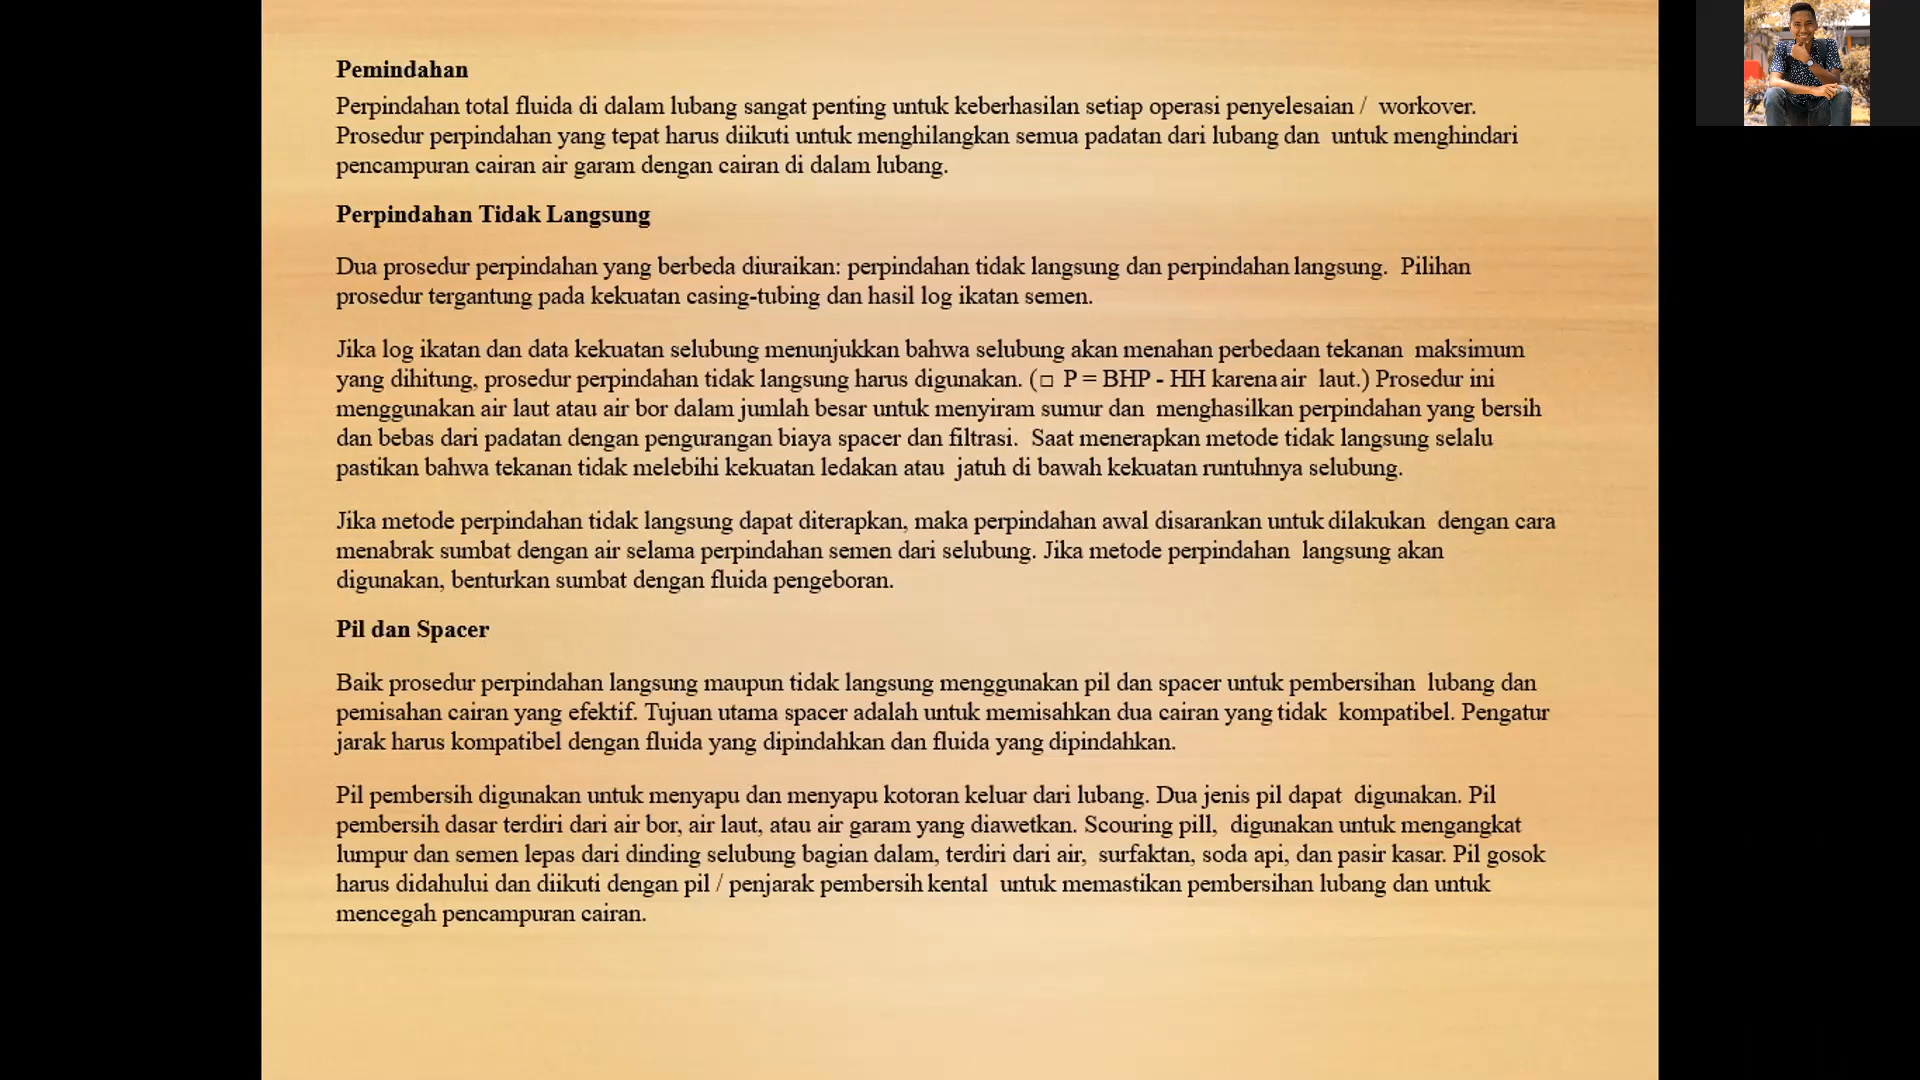 Pemindahan
Perpindahan total fluida di dalam lubang sangat penting untuk keberhasilan setiap operasi penyelesaian / workover.
Prosedur perpindahan yang tepat harus diikuti untuk menghilangkan semua padatan dari lubang dan untuk menghindari
pencampuran cairan air garam dengan cairan di dalam lubang.
Perpindahan Tidak Langsung
Dua prosedur perpindahan yang berbeda diuraikan: perpindahan tidak langsung dan perpindahan langsung. Pilihan
prosedur tergantung pada kekuatan casing-tubing dan hasil log ikatan semen.
Jika log ikatan dan data kekuatan selubung menunjukkan bahwa selubung akan menahan perbedaan tekanan maksimum
yang dihitung, prosedur perpindahan tidak langsung harus digunakan. (□ P = BHP - HH karena air laut.) Prosedur ini
menggunakan air laut atau air bor dalam jumlah besar untuk menyiram sumur dan menghasilkan perpindahan yang bersih
dan bebas dari padatan dengan pengurangan biaya spacer dan filtrasi. Saat menerapkan metode tidak langsung selalu
pastikan bahwa tekanan tidak melebihi kekuatan ledakan atau jatuh di bawah kekuatan runtuhnya selubung.
Jika metode perpindahan tidak langsung dapat diterapkan, maka perpindahan awal disarankan untuk dilakukan dengan cara
menabrak sumbat dengan air selama perpindahan semen dari selubung. Jika metode perpindahan langsung akan
digunakan, benturkan sumbat dengan fluida pengeboran.
Pil dan Spacer
Baik prosedur perpindahan langsung maupun tidak langsung menggunakan pil dan spacer untuk pembersihan lubang dan
pemisahan cairan yang efektif. Tujuan utama spacer adalah untuk memisahkan dua cairan yang tidak kompatibel. Pengatur
jarak harus kompatibel dengan fluida yang dipindahkan dan fluida yang dipindahkan.
Pil pembersih digunakan untuk menyapu dan menyapu kotoran keluar dari lubang. Dua jenis pil dapat digunakan. Pil
pembersih dasar terdiri dari air bor, air laut, atau air garam yang diawetkan. Scouring pill, digunakan untuk mengangkat
lumpur dan semen lepas dari dinding selubung bagian dalam, terdiri dari air, surfaktan, soda api, dan pasir kasar. Pil gosok
harus didahului dan diikuti dengan pil / penjarak pembersih kental untuk memastikan pembersihan lubang dan untuk
mencegah pencampuran cairan.